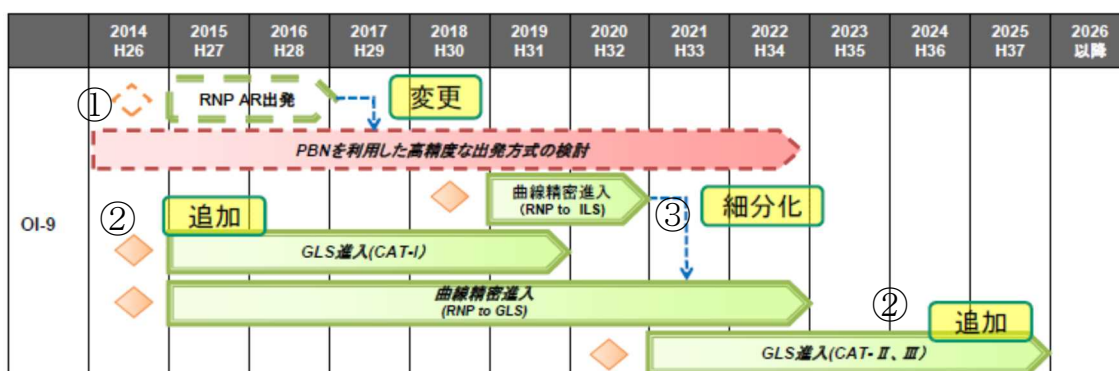 2014 2015 2016 2017 2018 2019 2020 2021 2022 2023 2024 2025 2026
H26 H27 H28 H29 H30 H31 H32 H33 H34 H35 H36 H37 以降
① RNP AR出発 変更
PBNを利用した高精度な出発方式の検討
曲線精密進入
(RNP to ILS)
③ 細分化
OI-9
② 追加
GLS進入(CAT-I)
曲線精密進入
(RNP to GLS)
② 追加
GLS進入(CAT-Ⅱ、Ⅲ)